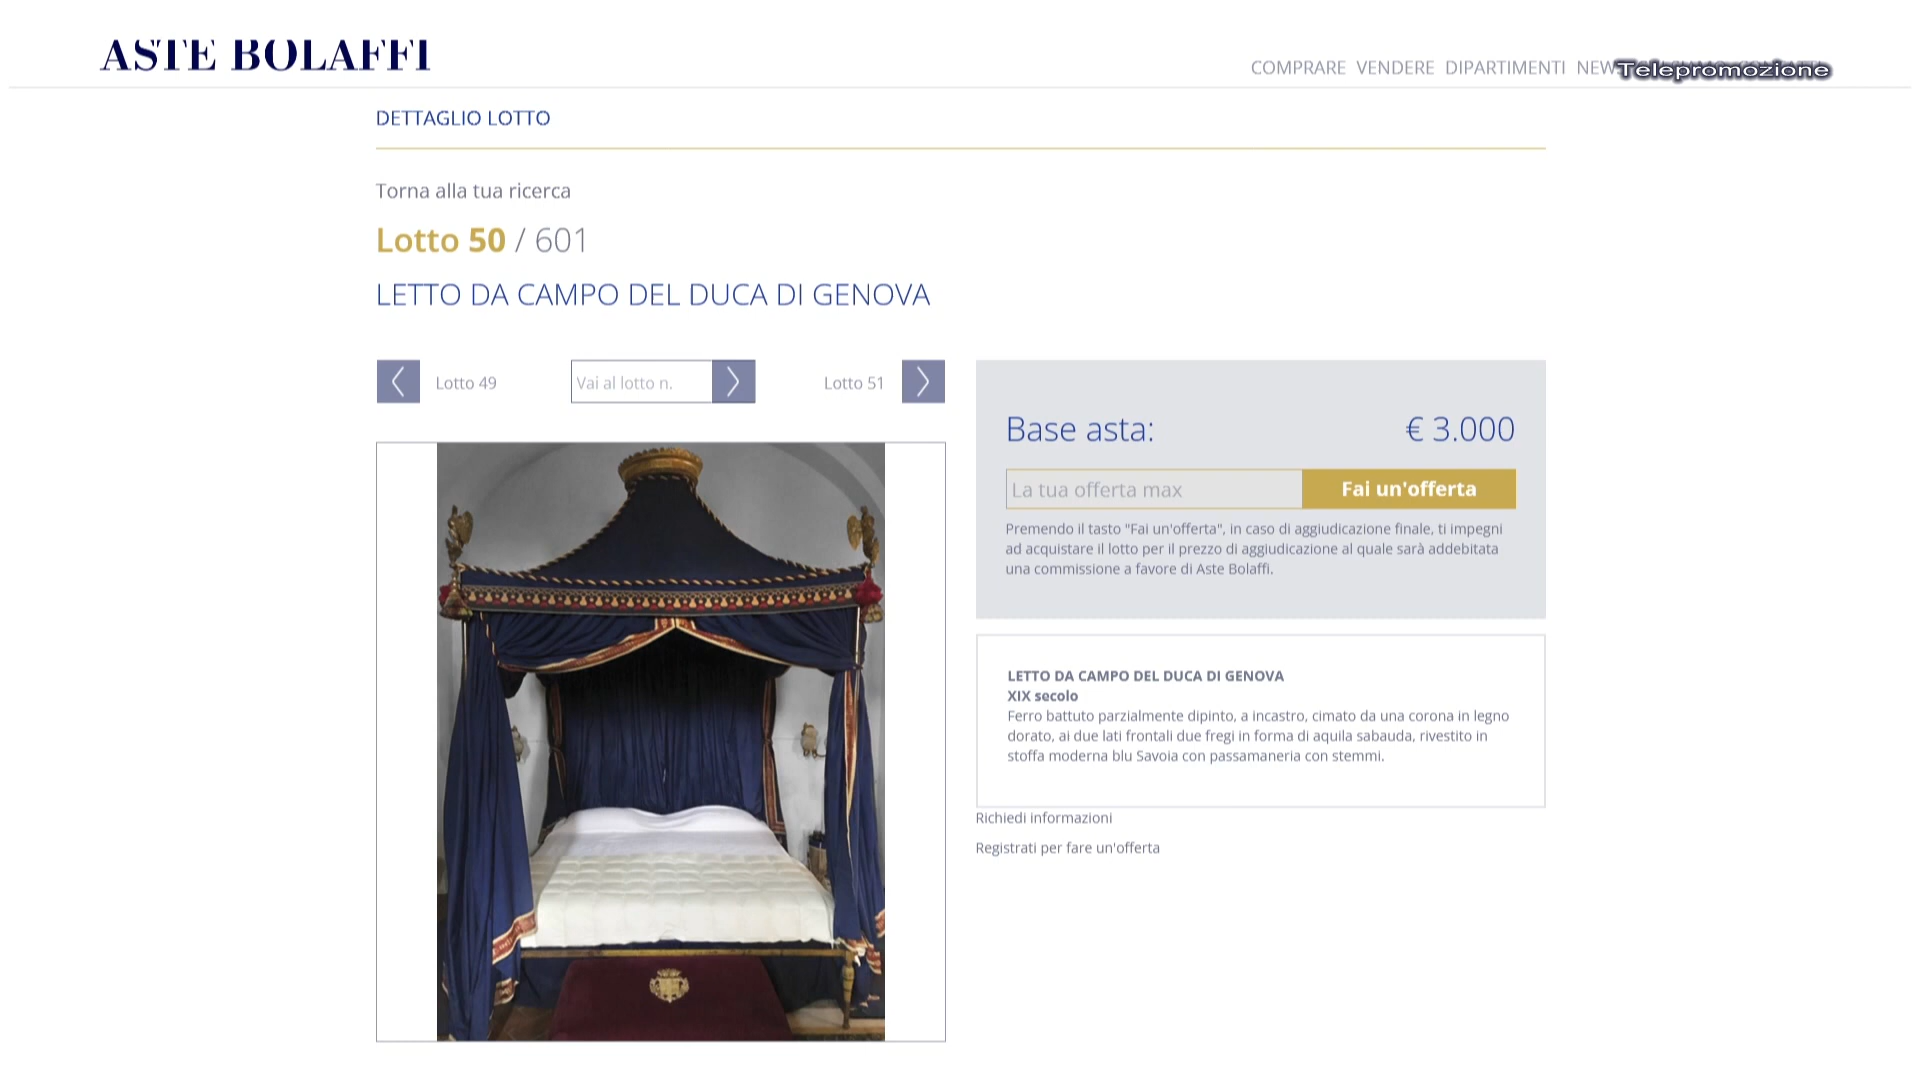 ASTE BOLAFFI
COMPRARE VENDERE DIPARTIMENTI NEW
Telepromozione
DETTAGLIO LOTTO
Torna alla tua ricerca
Lotto 50 / 601
LETTO DA CAMPO DEL DUCA DI GENOVA
Lotto 49
Vai al lotto n.
Lotto 51
Base asta: € 3.000
La tua offerta max
Fai un'offerta
Premendo il tasto "Fai un'offerta", in caso di aggiudicazione finale, ti impegni
ad acquistare il lotto per il prezzo di aggiudicazione al quale sarà addebitata
una commissione a favore di Aste Bolaffi.
LETTO DA CAMPO DEL DUCA DI GENOVA
XIX secolo
Ferro battuto parzialmente dipinto, a incastro, cimato da una corona in legno
dorato, ai due lati frontali due fregi in forma di aquila sabauda, rivestito in
stoffa moderna blu Savoia con passamaneria con stemmi.
Richiedi informazioni
Registrati per fare un'offerta